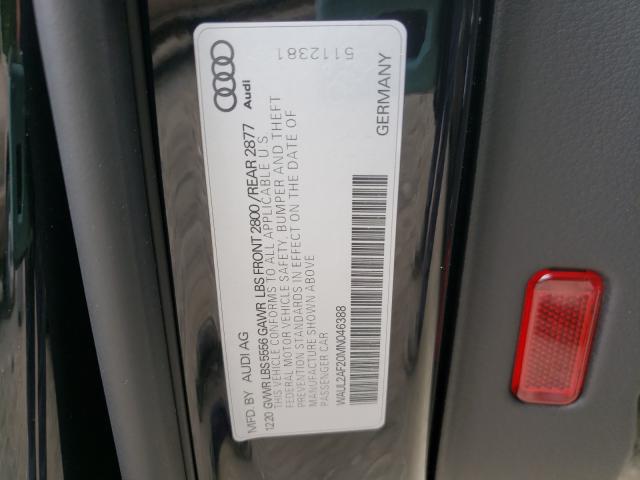 MFD. BY AUDI AG
12.20 GVWR LBS 5556 GAWR LBS FRONT 2800 / REAR 2877
THIS VEHICLE CONFORMS TO ALL APPLICABLE U S
FEDERAL MOTOR VEHICLE SAFETY, BUMPER AND THEFT
PREVENTION STANDARDS IN EFFECT ON THE DATE OF
MANUFACTURE SHOWN ABOVE
PASSENGER CAR
WAUL2AF20MN046388
GERMANY
Audi
5112381